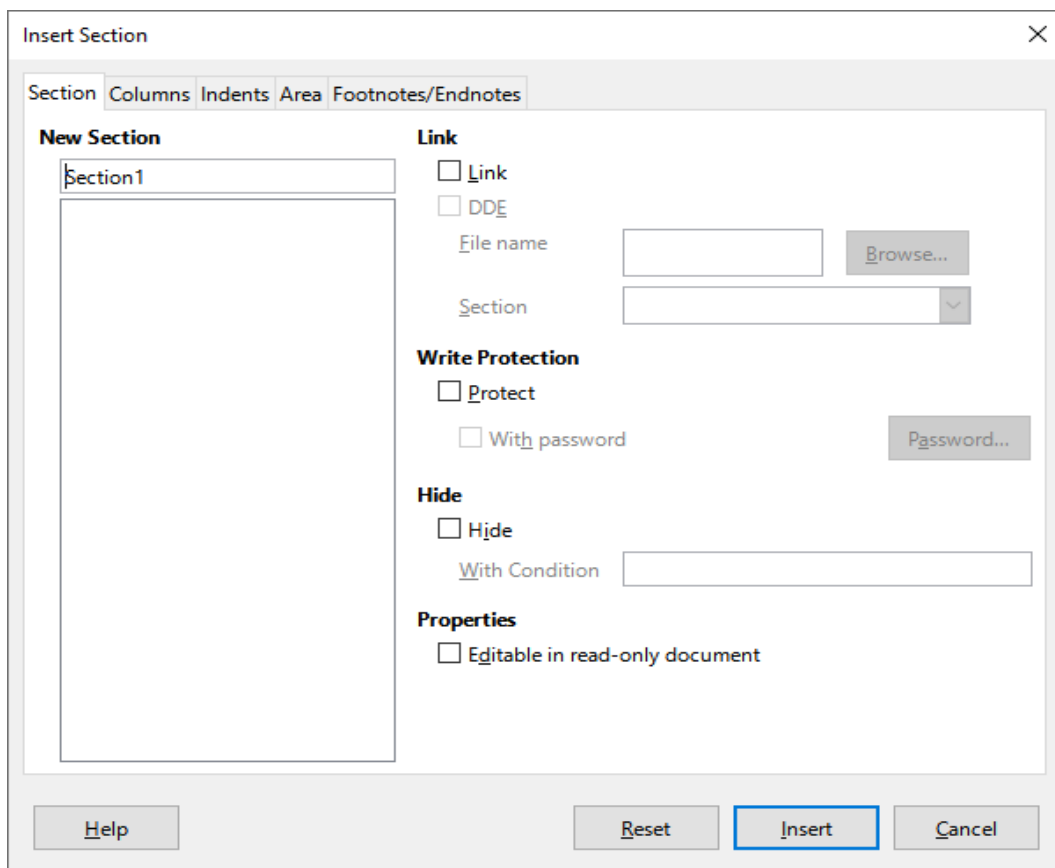 Insert Section
Section Columns Indents Area Footnotes/Endnotes
New Section
Section1
Link
Link
DDE
File name
Browse...
Section
Write Protection
Protect
With password
Password...
Hide
Hide
With Condition
Properties
Editable in read-only document
Help
Reset
Insert
Cancel